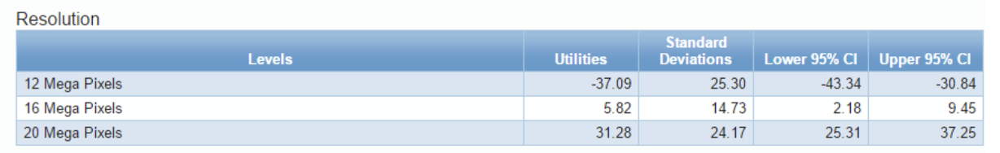 Resolution
Levels Utilities Standard Deviations Lower 95% CI Upper 95% CI
12 Mega Pixels -37.09 25.30 -43.34 -30.84
16 Mega Pixels 5.82 14.73 2.18 9.45
20 Mega Pixels 31.28 24.17 25.31 37.25